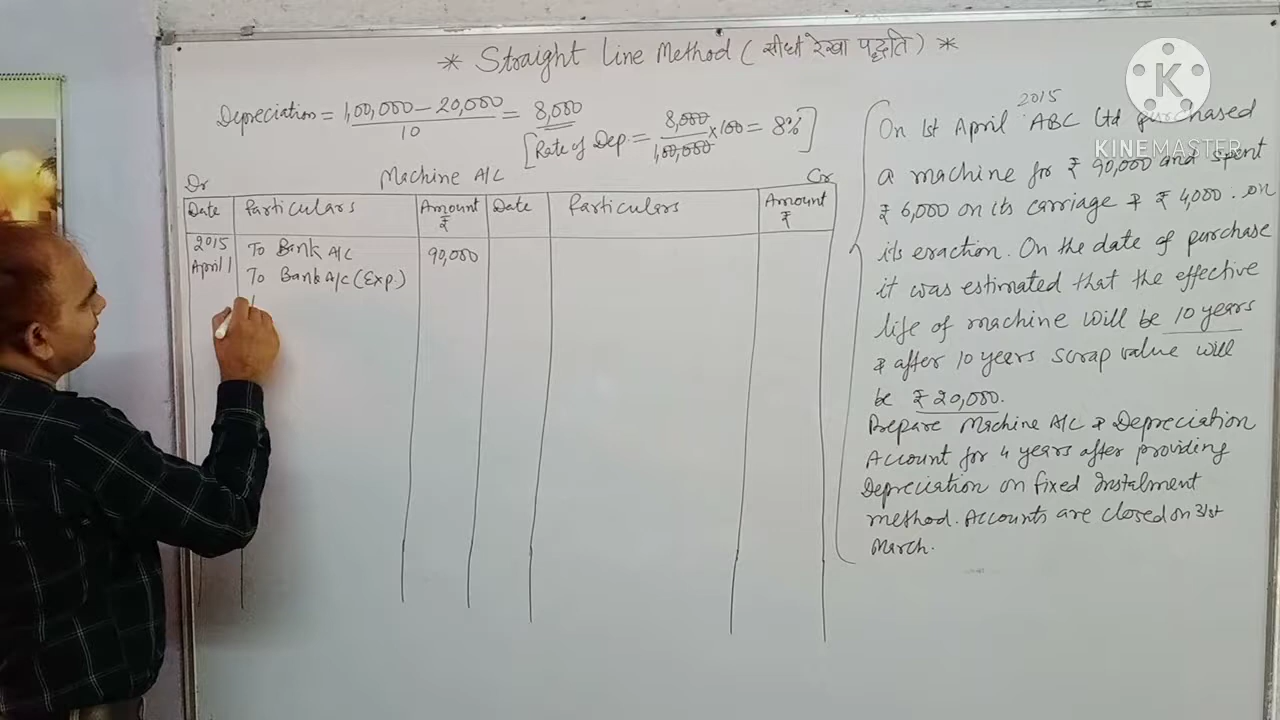 * Straight Line Method (सीधी रेखा पद्धति) *
Depreciation = 1,00,000 – 20,000 / 10 = 8,000
[Rate of Dep. = 8,000 / 1,00,000 × 100 = 8%]
Machine A/C
Dr
Cr
Date Particulars Amount ₹ Date Particulars Amount ₹
2015
April 1 To Bank A/C 90,000
To Bank A/C (Exp.)
2015
On 1st April ABC Ltd purchased
a machine for ₹ 90,000 and spent
₹ 6,000 on its carriage & ₹ 4,000. on
its eraction. On the date of purchase
it was estimated that the effective
life of machine will be 10 years
& after 10 years scrap value will
be ₹ 20,000.
Prepare Machine A/C & Depreciation
Account for 4 years after providing
Depreciation on fixed Instalment
method. Accounts are closed on 31st
March.
K
KINEMASTER